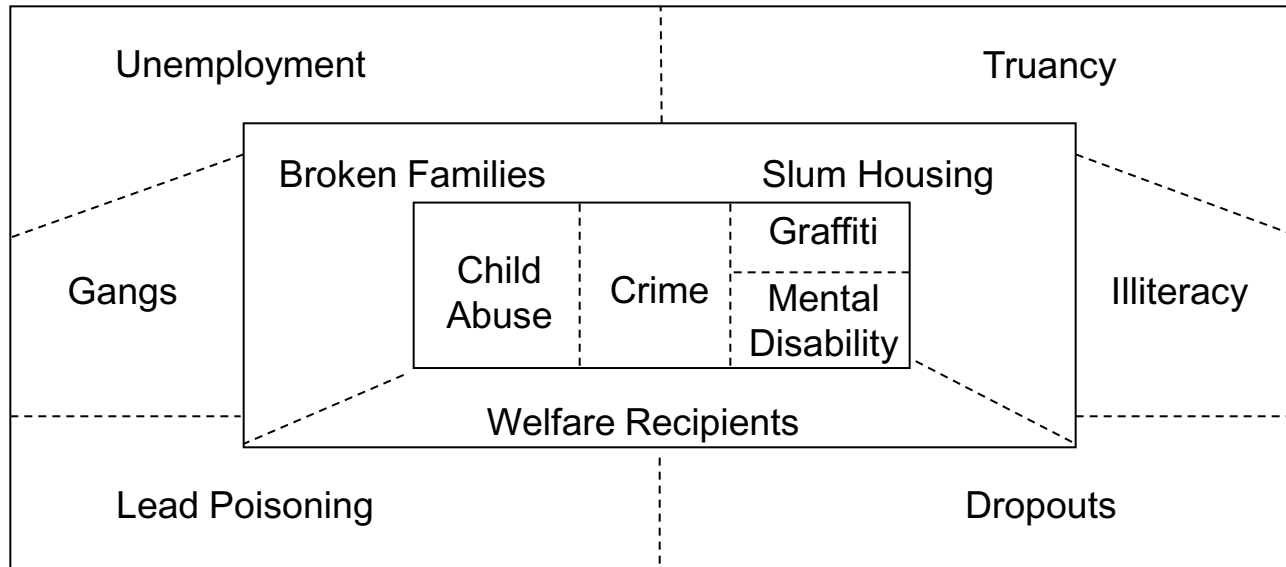 Unemployment
Truancy
Broken Families
Slum Housing
Graffiti
Child
Abuse
Crime
Mental
Disability
Gangs
Illiteracy
Welfare Recipients
Lead Poisoning
Dropouts